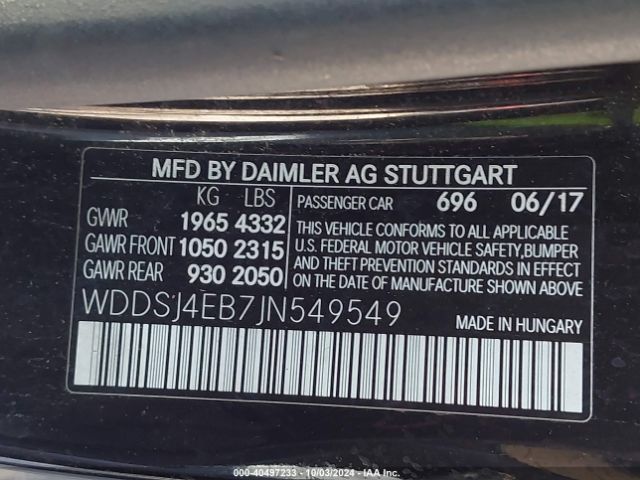 MFD BY DAIMLER AG STUTTGART
KG LBS
GVWR 1965 4332
GAWR FRONT 1050 2315
GAWR REAR 930 2050
PASSENGER CAR 696 06/17
THIS VEHICLE CONFORMS TO ALL APPLICABLE
U.S. FEDERAL MOTOR VEHICLE SAFETY,BUMPER
AND THEFT PREVENTION STANDARDS IN EFFECT
ON THE DATE OF MANUFACTURE SHOWN ABOVE
WDDSJ4EB7JN549549
MADE IN HUNGARY
000-40497233 - 10/03/2024 - IAA Inc.